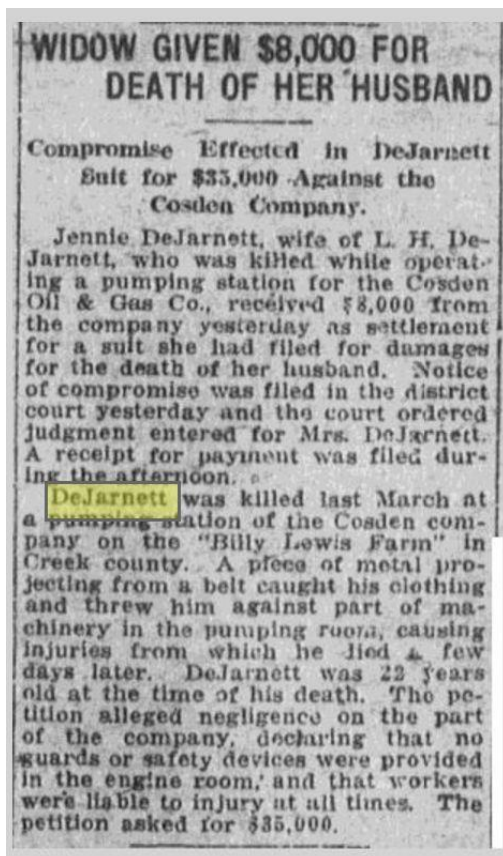 WIDOW GIVEN $8,000 FOR
DEATH OF HER HUSBAND
Compromise Effected in DeJarnett
Suit for $35,000 Against the
Cosden Company.
Jennie DeJarnett, wife of L. H. De-
Jarnett, who was killed while operat-
ing a pumping station for the Cosden
Oil & Gas Co., received $8,000 from
the company yesterday as settlement
for a suit she had filed for damages
for the death of her husband. Notice
of compromise was filed in the district
court yesterday and the court ordered
judgment entered for Mrs. DeJarnett.
A receipt for payment was filed dur-
ing the afternoon.
DeJarnett was killed last March at
a pumping station of the Cosden com-
pany on the "Billy Lewis Farm" in
Creek county. A piece of metal pro-
jecting from a belt caught his clothing
and threw him against part of ma-
chinery in the pumping room, causing
injuries from which he died a few
days later. DeJarnett was 22 years
old at the time of his death. The pe-
tition alleged negligence on the part
of the company, declaring that no
guards or safety devices were provided
in the engine room, and that workers
were liable to injury at all times. The
petition asked for $35,000.